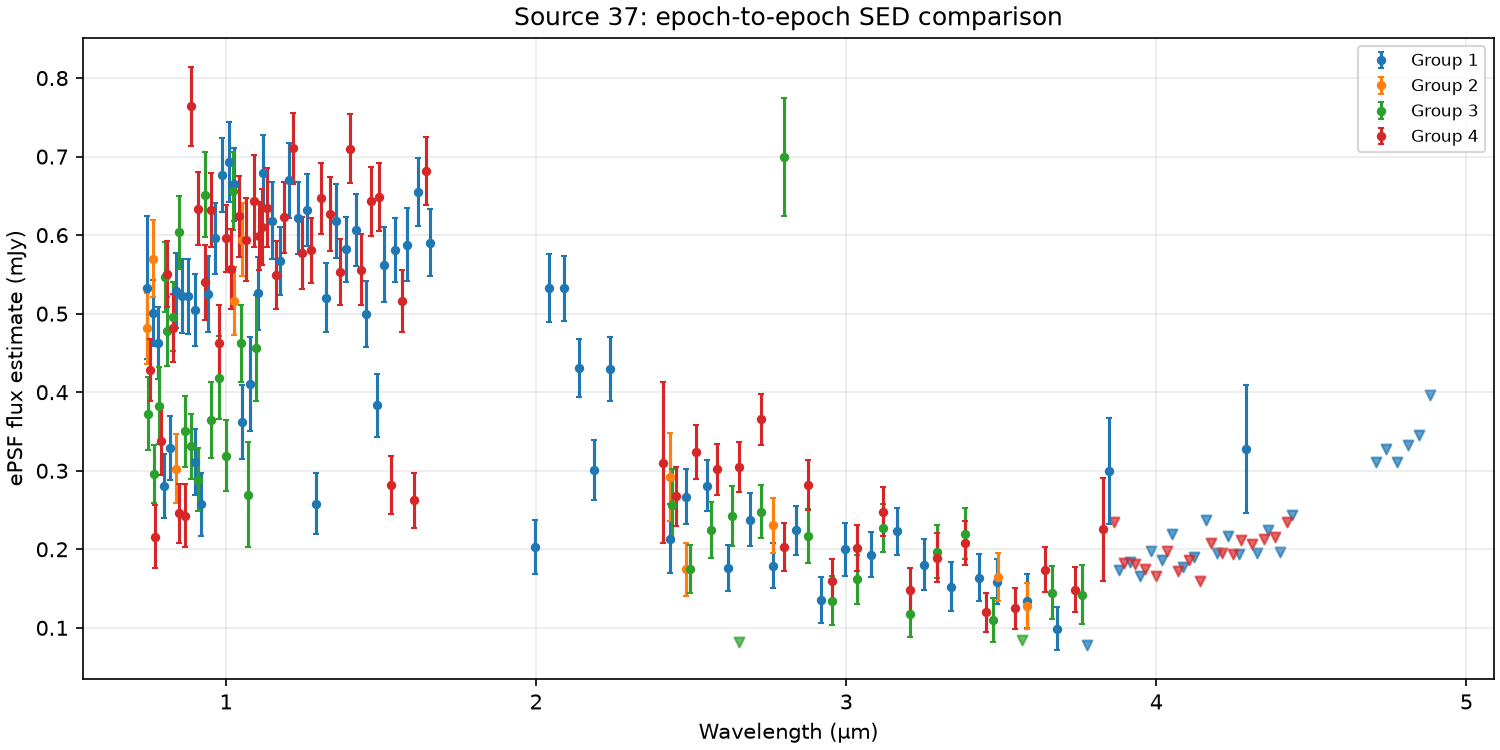 Source 37: epoch-to-epoch SED comparison
ePSF flux estimate (mJy)
0.8
0.7
0.6
0.5
0.4
0.3
0.2
0.1
Group 1
Group 2
Group 3
Group 4
1 2 3 4 5
Wavelength (µm)